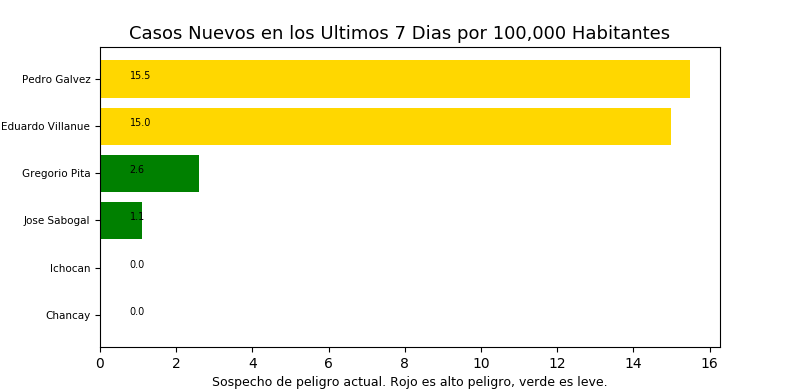 Casos Nuevos en los Ultimos 7 Dias por 100,000 Habitantes
Pedro Galvez 15.5
Eduardo Villanue 15.0
Gregorio Pita 2.6
Jose Sabogal 1.1
Ichocan 0.0
Chancay 0.0
0 2 4 6 8 10 12 14 16
Sospecho de peligro actual. Rojo es alto peligro, verde es leve.